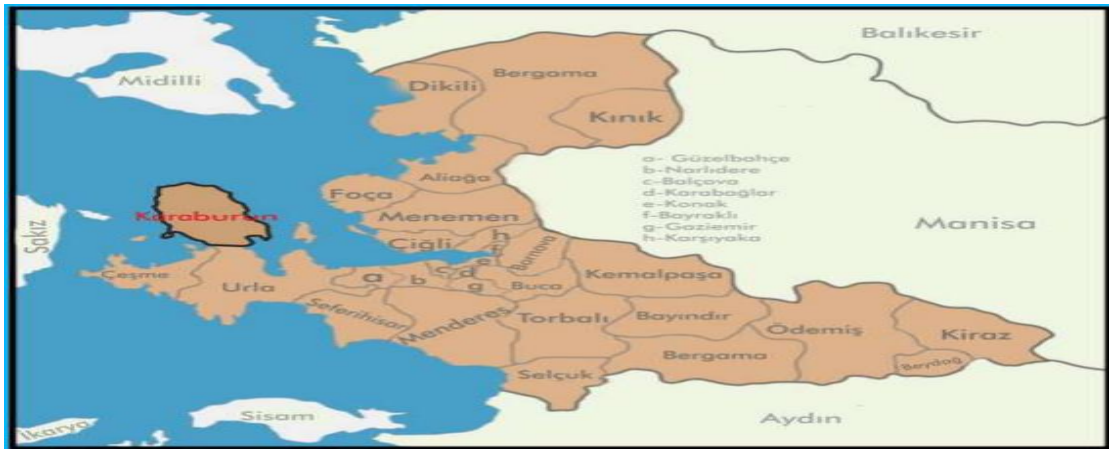 Balıkesir
Midilli
Dikili
Bergama
Kınık
a- Güzelbahçe
b-Narlıdere
c-Balçova
d-Karabağlar
e-Konak
f-Bayraklı
g-Gaziemir
h-Karşıyaka
Aliağa
Foça
Karaburun
Menemen
Manisa
Sakız
Çiğli
h
Bornova
Çeşme
Urla
a
b
c
d
e
g
Buca
Kemalpaşa
Seferihisar
Menderes
Torbalı
Bayındır
Ödemiş
Kiraz
Bergama
Beydağ
Selçuk
Sisam
Aydın
İkarya